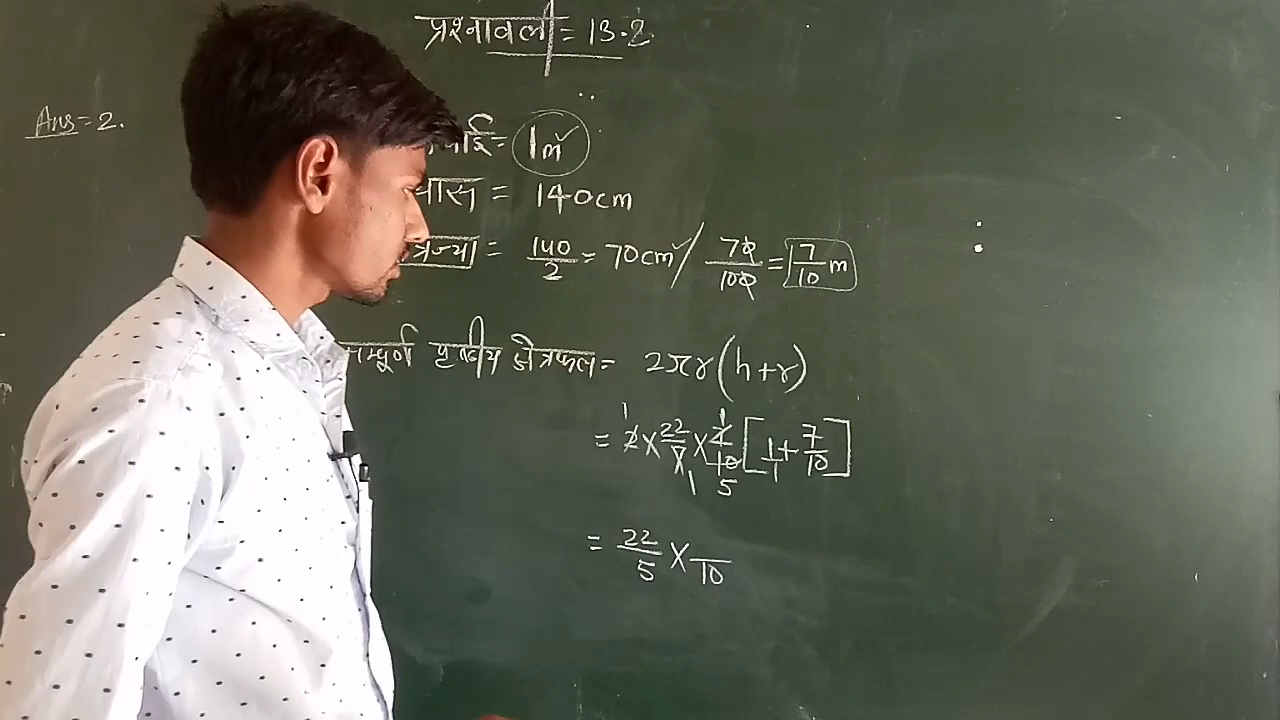 प्रश्नावली = 13.2
Ans = 2.
= 1m
= 140cm
= 140/2 = 70cm / 70/100 = 7/10 m
सम्पूर्ण पृष्ठीय क्षेत्रफल = 2πr(h+r)
= 2 × 22/7 × 7/10 [1/1 + 7/10]
= 22/5 × /10